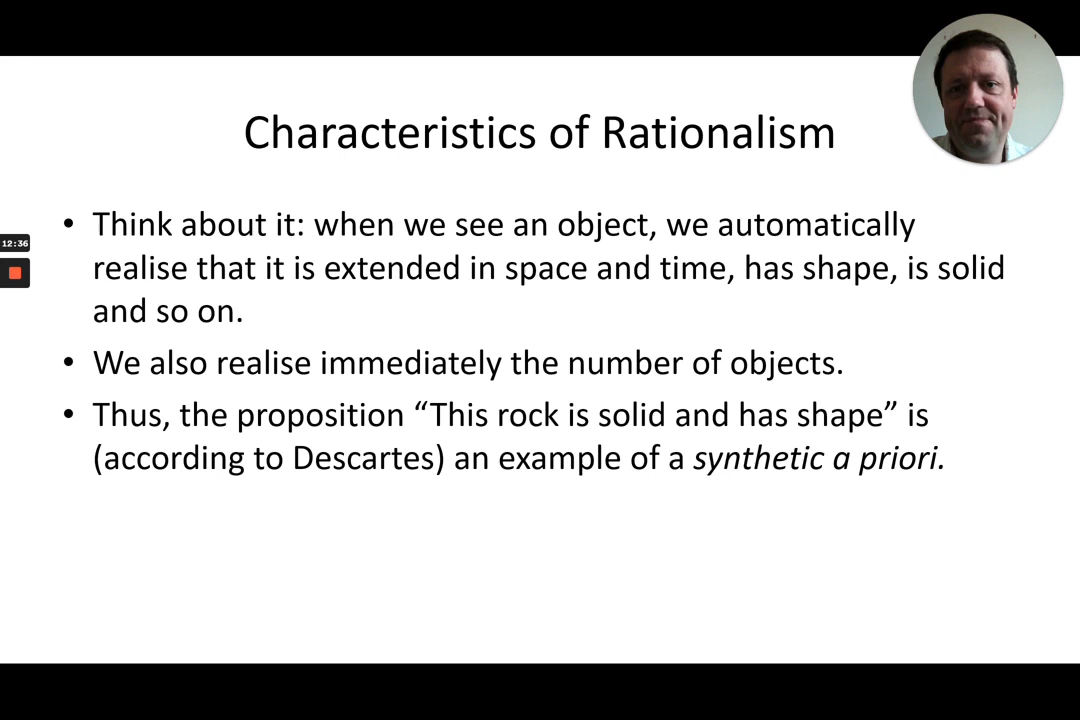 Characteristics of Rationalism
• Think about it: when we see an object, we automatically
realise that it is extended in space and time, has shape, is solid
and so on.
12:36
• We also realise immediately the number of objects.
• Thus, the proposition “This rock is solid and has shape” is
(according to Descartes) an example of a synthetic a priori.